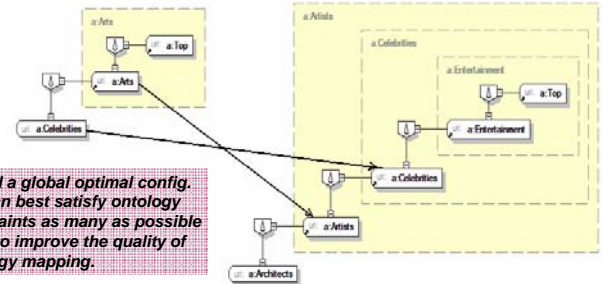 a:Arts
a:Top
a:Arts
a:Celebrities
a:Artists
a:Celebrities
a:Entertainment
a:Top
a:Entertainment
a:Celebrities
a:Artists
a:Architects
a global optimal config.
n best satisfy ontology
aints as many as possible
to improve the quality of
gy mapping.